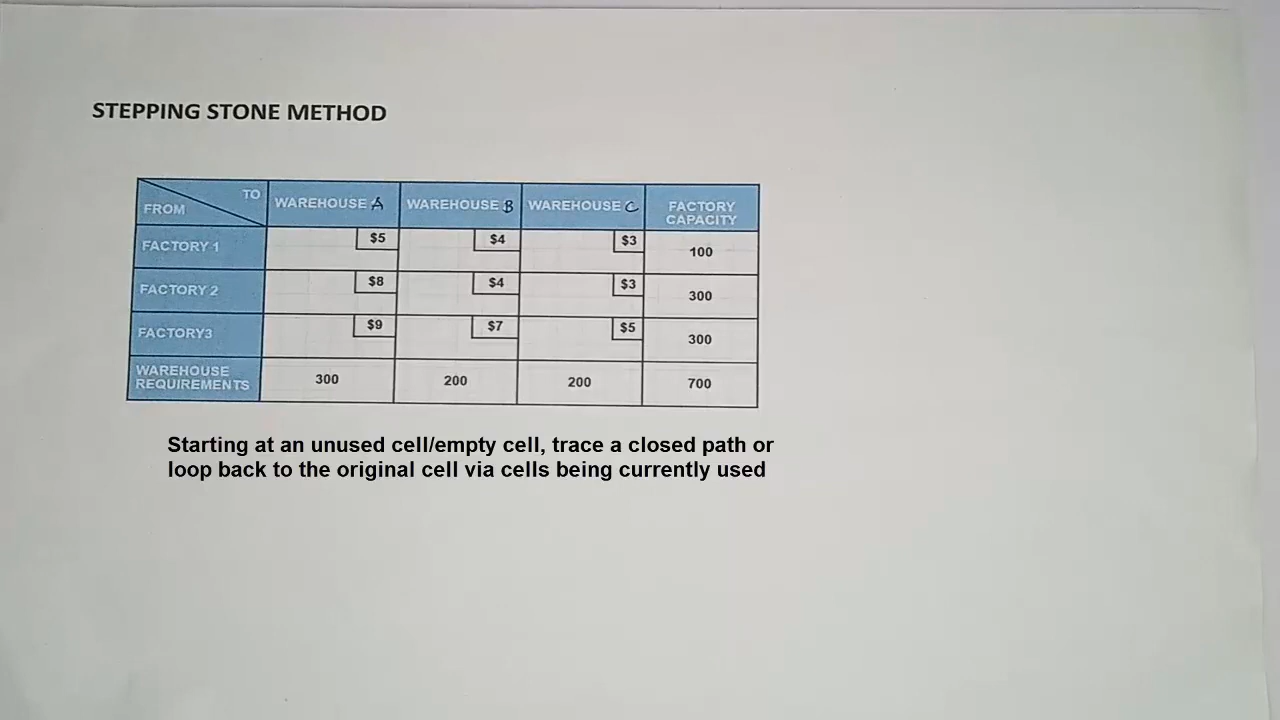 STEPPING STONE METHOD
TO
FROM
WAREHOUSE A
WAREHOUSE B
WAREHOUSE C
FACTORY
CAPACITY
FACTORY 1
$5
$4
$3
100
FACTORY 2
$8
$4
$3
300
FACTORY3
$9
$7
$5
300
WAREHOUSE
REQUIREMENTS
300
200
200
700
Starting at an unused cell/empty cell, trace a closed path or
loop back to the original cell via cells being currently used